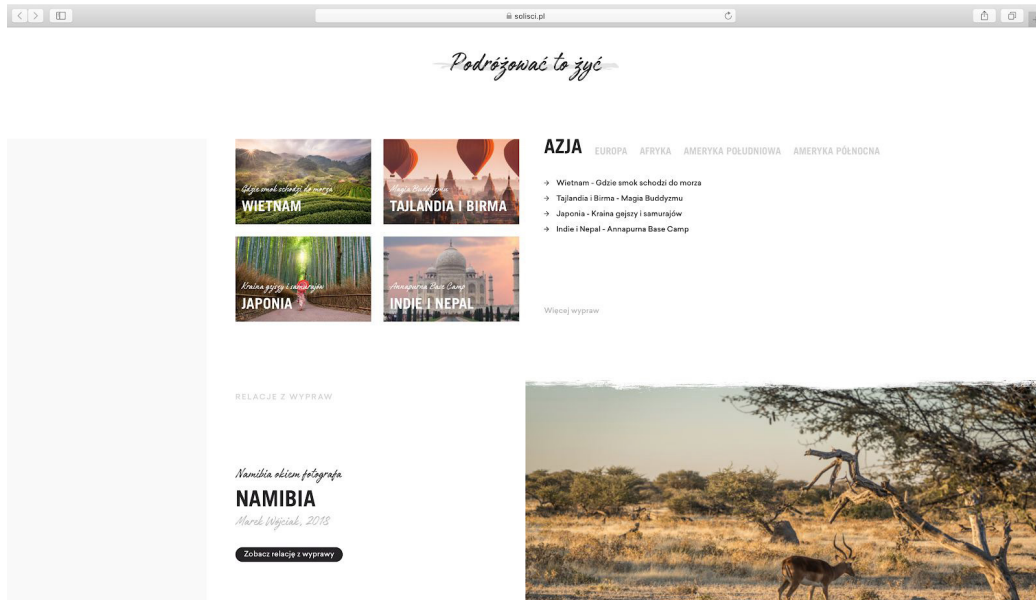 solisci.pl
Podróżować to żyć
Gdzie smok schodzi do morza
WIETNAM
Magia Buddyzmu
TAJLANDIA I BIRMA
Kraina gejszy i samurajów
JAPONIA
Annapurna Base Camp
INDIE I NEPAL
AZJA EUROPA AFRYKA AMERYKA POŁUDNIOWA AMERYKA PÓŁNOCNA
→ Wietnam - Gdzie smok schodzi do morza
→ Tajlandia i Birma - Magia Buddyzmu
→ Japonia - Kraina gejszy i samurajów
→ Indie i Nepal - Annapurna Base Camp
Więcej wypraw
RELACJE Z WYPRAW
Namibia okiem fotografa
NAMIBIA
Marek Wójciak, 2018
Zobacz relację z wyprawy